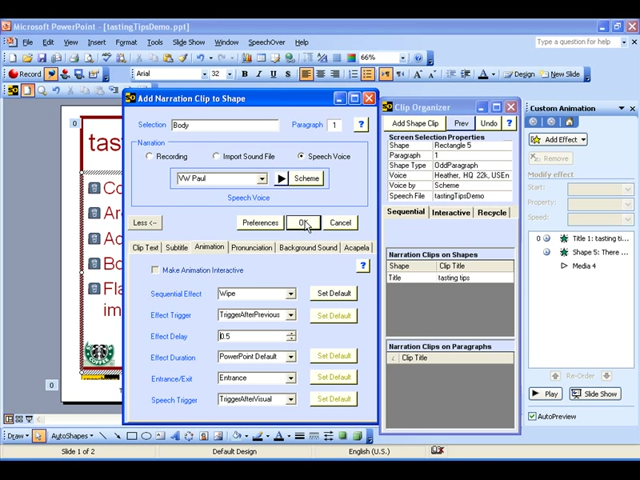 Microsoft PowerPoint - [tastingTipsDemo.ppt]
File Edit View Insert Format Tools Slide Show Window SpeechOver Help
Type a question for help
66%
Record
Arial 32 B I U S
Design New Slide
Add Narration Clip to Shape
Selection Body Paragraph 1 ?
Narration
Recording Import Sound File Speech Voice
VW Paul Scheme
Speech Voice
Less <- Preferences OK Cancel
Clip Text Subtitle Animation Pronunciation Background Sound Acapela
Make Animation Interactive ?
Sequential Effect Wipe Set Default
Effect Trigger TriggerAfterPrevious Set Default
Effect Delay 0.5
Effect Duration PowerPoint Default Set Default
Entrance/Exit Entrance Set Default
Speech Trigger TriggerAfterVisual Set Default
Clip Organizer
Add Shape Clip Prev Undo ?
Screen Selection Properties
Shape Rectangle 5
Paragraph 1
Shape Type OddParagraph
Voice Heather, HQ 22k, USEn
Voice by Scheme
Speech File tastingTipsDemo
Sequential Interactive Recycle
Narration Clips on Shapes
Shape Clip Title
Title tasting tips
Narration Clips on Paragraphs
Clip Title
Custom Animation
Add Effect
Remove
Modify effect
Start:
Property:
Speed:
0 Title 1: tasting ti...
Shape 5: There ...
Media 4
Re-Order
Play Slide Show
AutoPreview
0
tas
Co
Ar
Ac
Bo
Fla
im
0
Draw AutoShapes
Slide 1 of 2 Default Design English (U.S.)